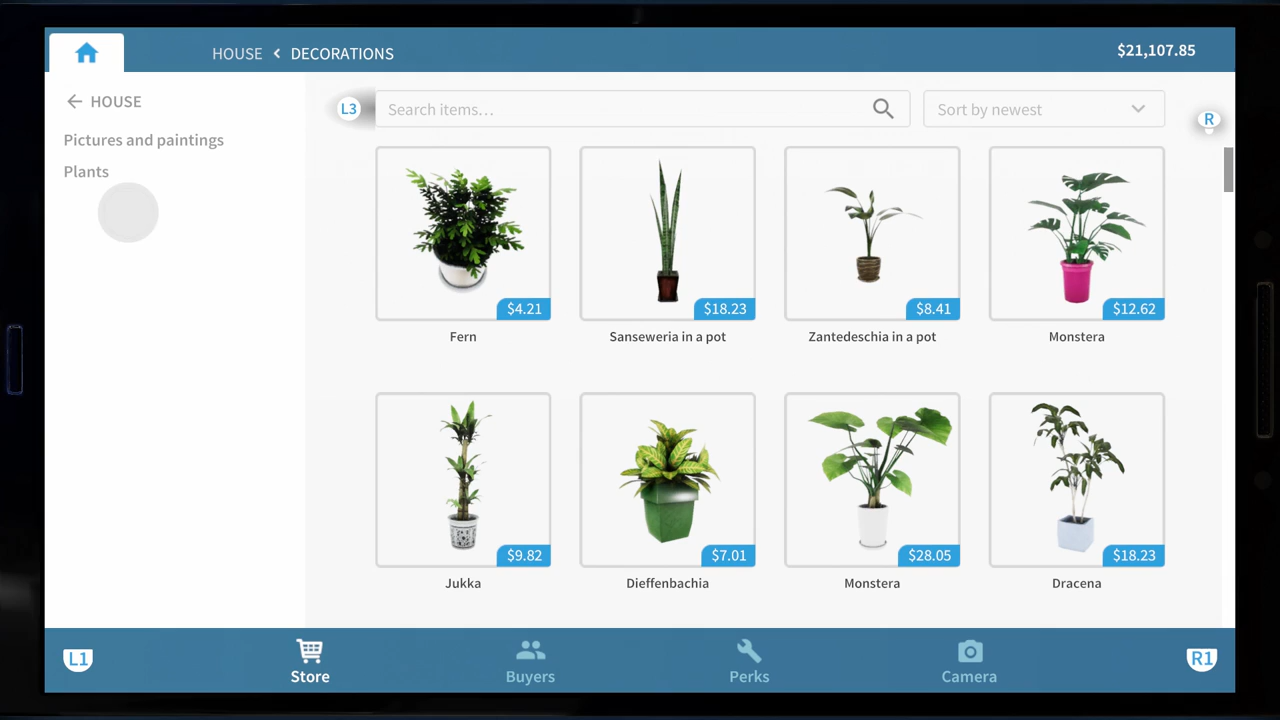 HOUSE < DECORATIONS
$21,107.85
HOUSE
Pictures and paintings
Plants
L3
Search items...
Sort by newest
R
$4.21
$18.23
$8.41
$12.62
Fern
Sanseweria in a pot
Zantedeschia in a pot
Monstera
$9.82
$7.01
$28.05
$18.23
Jukka
Dieffenbachia
Monstera
Dracena
L1
Store
Buyers
Perks
Camera
R1